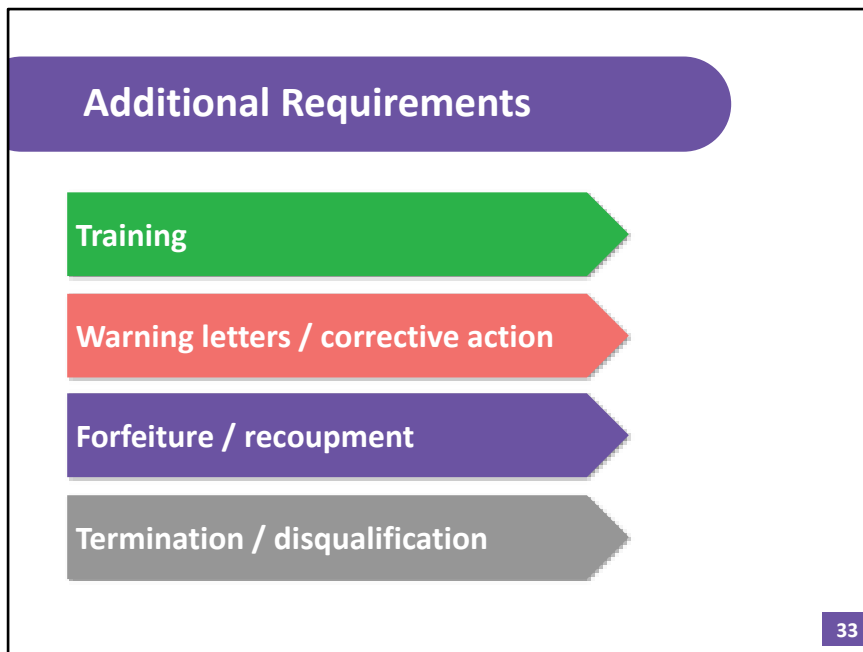 Additional Requirements
Training
Warning letters / corrective action
Forfeiture / recoupment
Termination / disqualification
33